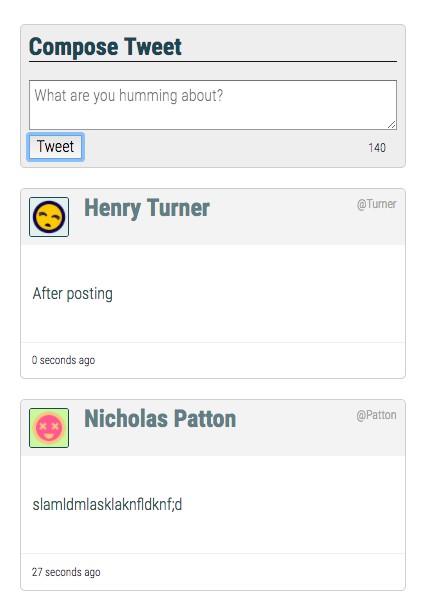 Compose Tweet
What are you humming about?
Tweet 140
Henry Turner @Turner
After posting
0 seconds ago
Nicholas Patton @Patton
slamldmlasklaknfldknf;d
27 seconds ago